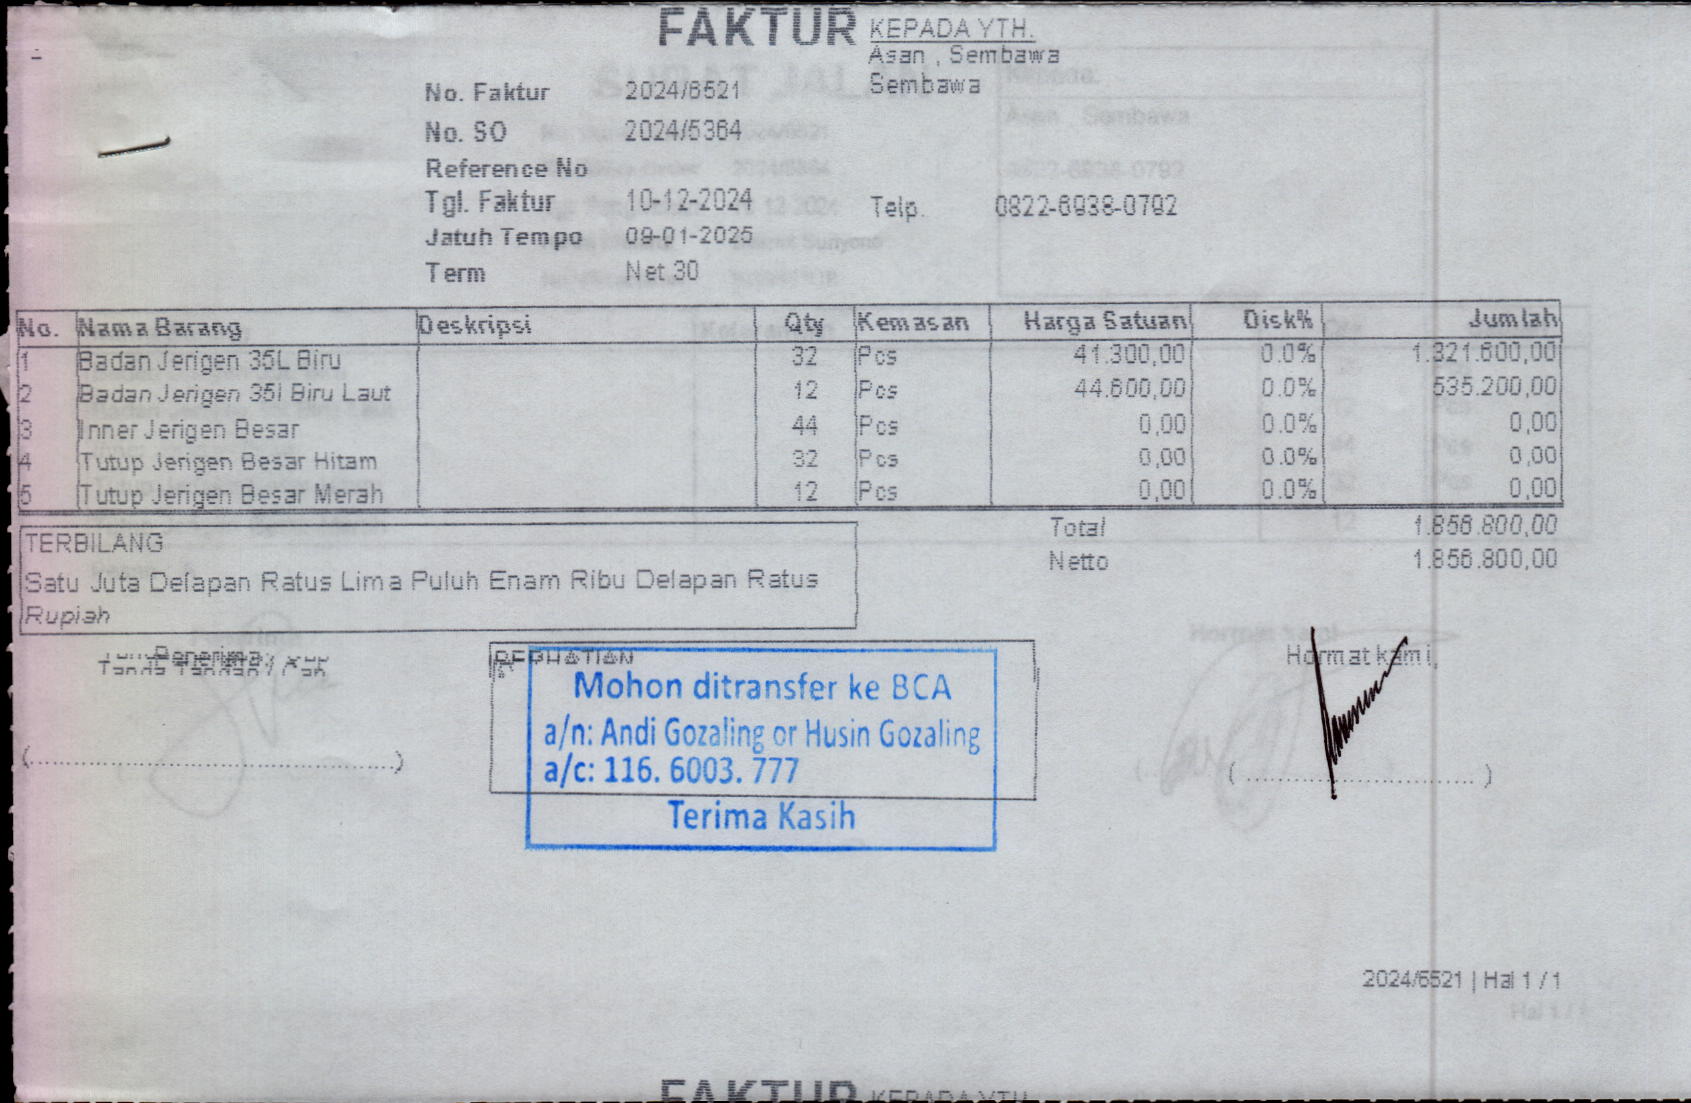 FAKTUR
KEPADA YTH.
Asan , Sembawa
Sembawa
No. Faktur 2024/6521
No. SO 2024/5364
Reference No
Tgl. Faktur 10-12-2024
Telp. 0822-6938-0792
Jatuh Tempo 09-01-2025
Term Net 30
No. Nama Barang Deskripsi Qty Kemasan Harga Satuan Disk% Jumlah
1 Badan Jerigen 35L Biru 32 Pcs 41.300,00 0.0% 1.321.600,00
2 Badan Jerigen 35l Biru Laut 12 Pcs 44.600,00 0.0% 535.200,00
3 Inner Jerigen Besar 44 Pcs 0,00 0.0% 0,00
4 Tutup Jerigen Besar Hitam 32 Pcs 0,00 0.0% 0,00
5 Tutup Jerigen Besar Merah 12 Pcs 0,00 0.0% 0,00
Total 1.856.800,00
Netto 1.856.800,00
TERBILANG
Satu Juta Delapan Ratus Lima Puluh Enam Ribu Delapan Ratus
Rupiah
Penerima
Tanda Tangan / Cap
PERHATIAN
Mohon ditransfer ke BCA
a/n: Andi Gozaling or Husin Gozaling
a/c: 116. 6003. 777
Terima Kasih
Hormat kami,
(........................................)
(........................................)
2024/6521 | Hal 1 / 1
FAKTUR KEPADA YTH.